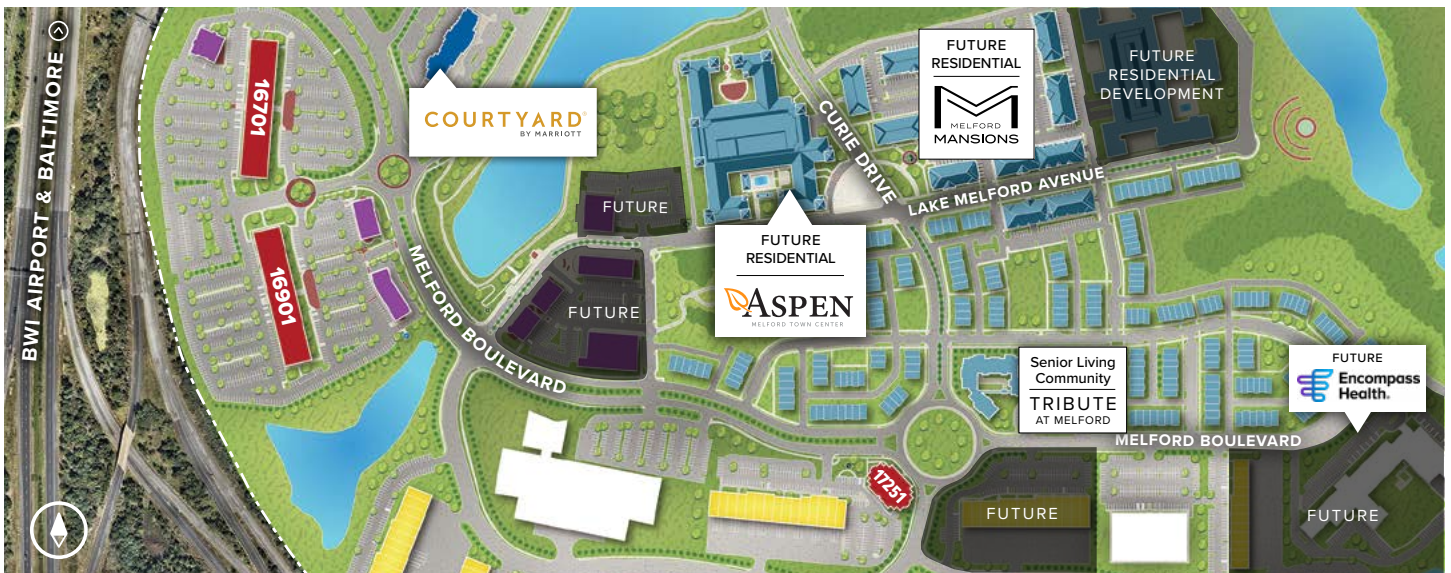 BWI AIRPORT & BALTIMORE
16701
16901
COURTYARD®
BY MARRIOTT
MELFORD BOULEVARD
FUTURE
FUTURE
FUTURE
RESIDENTIAL
ASPEN
MELFORD TOWN CENTER
CURIE DRIVE
FUTURE
RESIDENTIAL
M
MELFORD
MANSIONS
FUTURE
RESIDENTIAL
DEVELOPMENT
LAKE MELFORD AVENUE
Senior Living
Community
TRIBUTE
AT MELFORD
FUTURE
Encompass
Health.
MELFORD BOULEVARD
17251
FUTURE
FUTURE